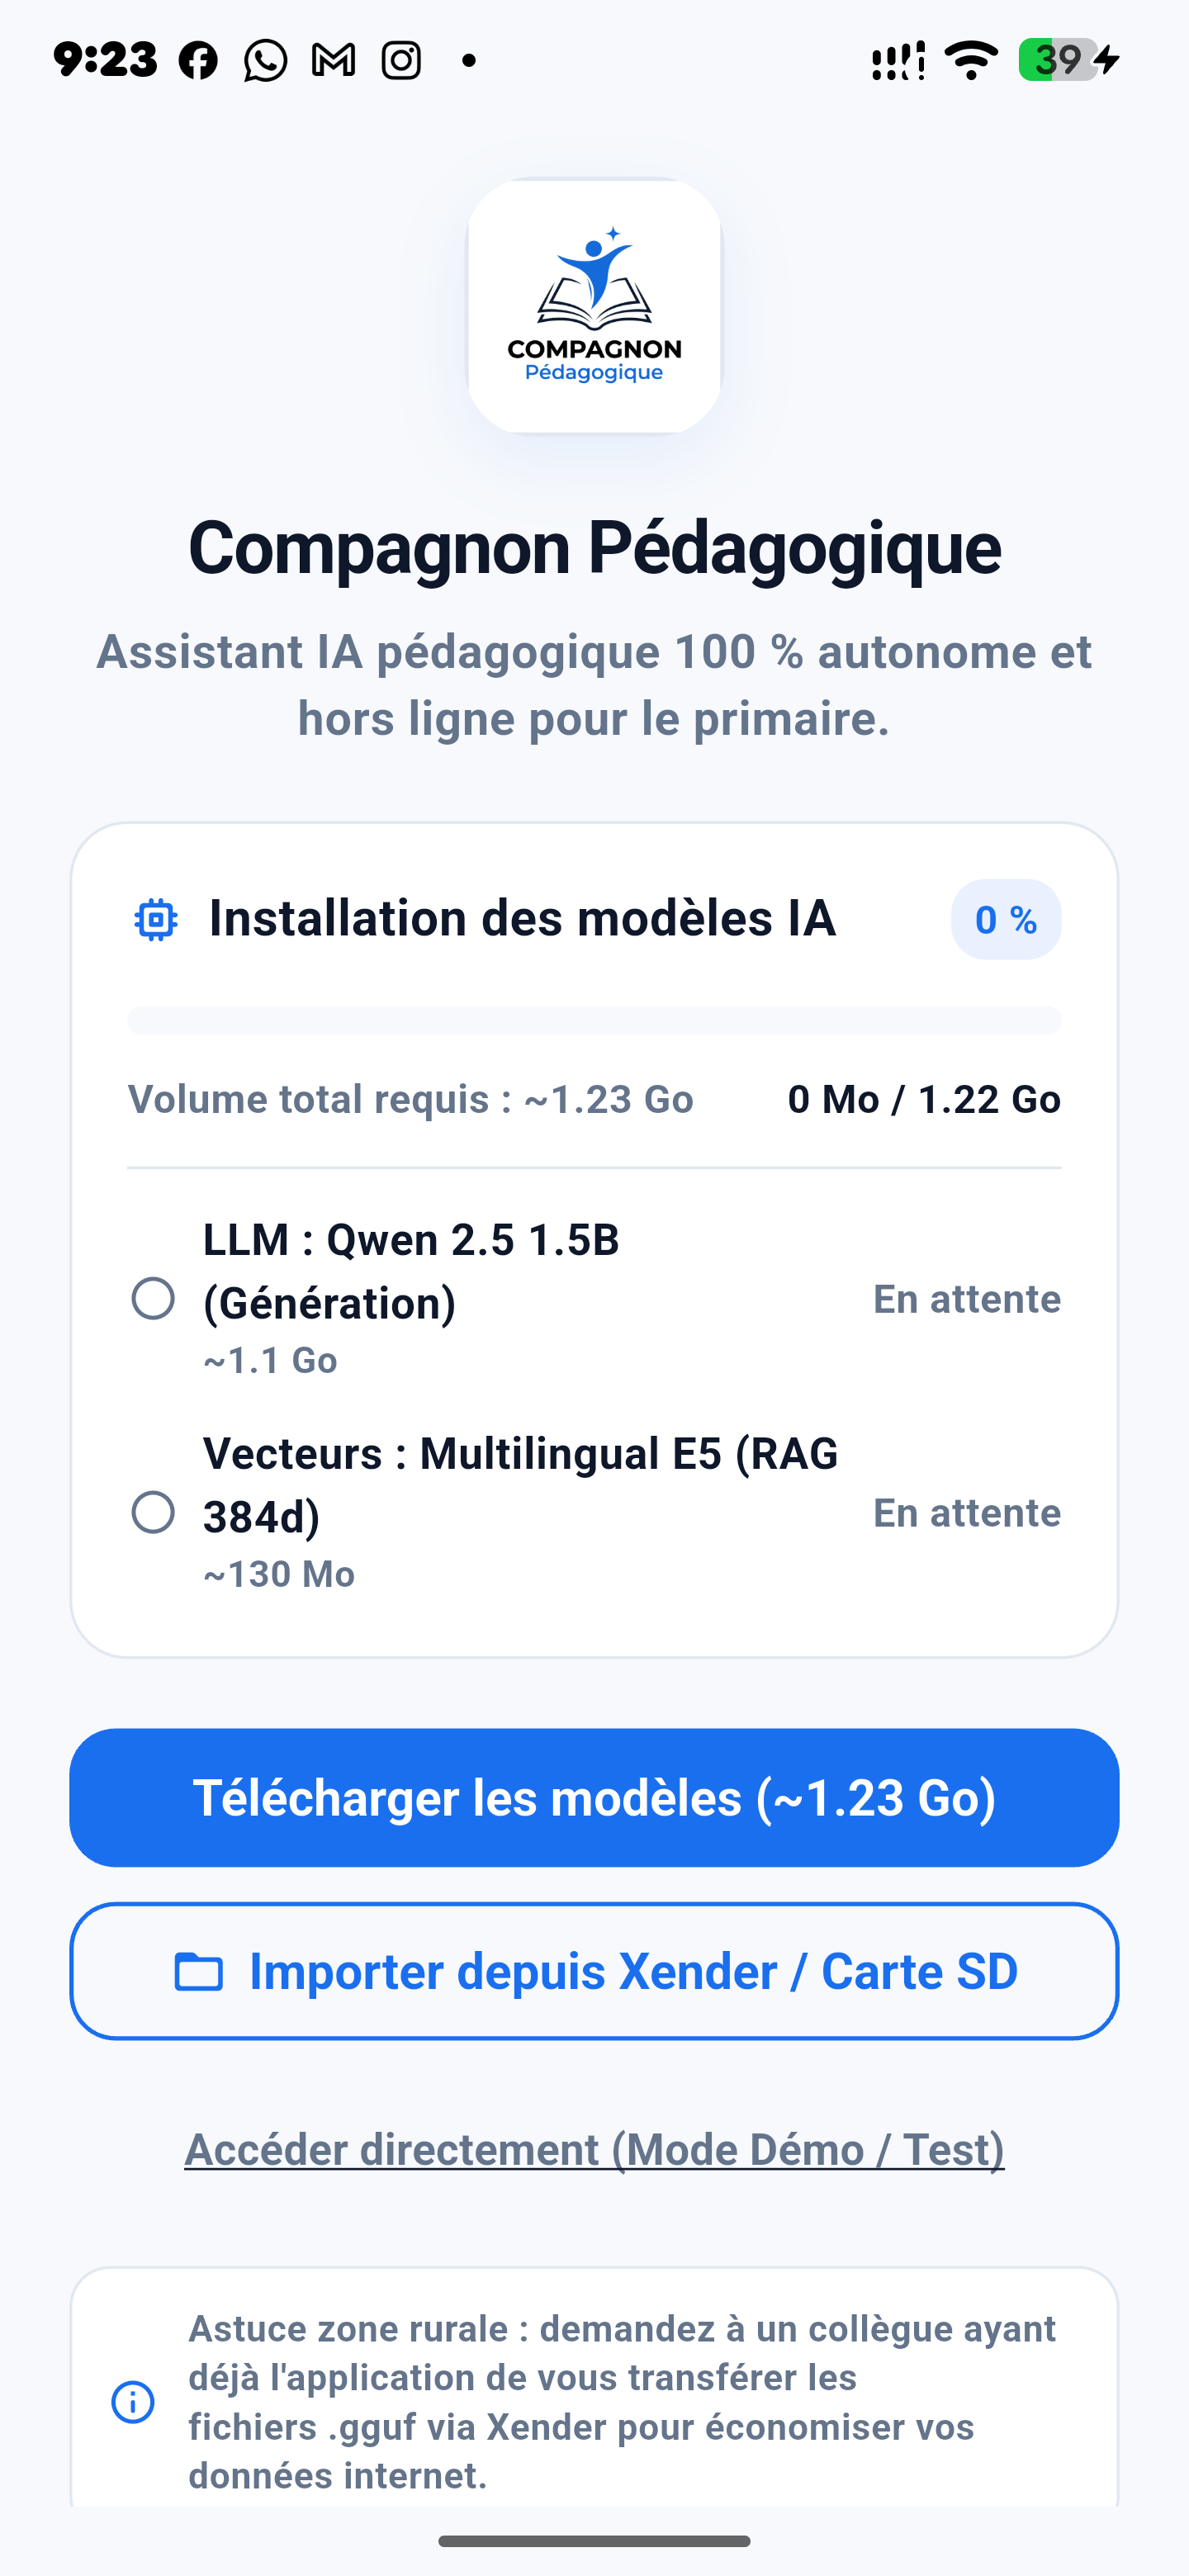 9:23
39
COMPAGNON
Pédagogique
Compagnon Pédagogique
Assistant IA pédagogique 100 % autonome et
hors ligne pour le primaire.
Installation des modèles IA
0 %
Volume total requis : ~1.23 Go
0 Mo / 1.22 Go
LLM : Qwen 2.5 1.5B
(Génération)
~1.1 Go
En attente
Vecteurs : Multilingual E5 (RAG
384d)
~130 Mo
En attente
Télécharger les modèles (~1.23 Go)
Importer depuis Xender / Carte SD
Accéder directement (Mode Démo / Test)
Astuce zone rurale : demandez à un collègue ayant
déjà l'application de vous transférer les
fichiers .gguf via Xender pour économiser vos
données internet.